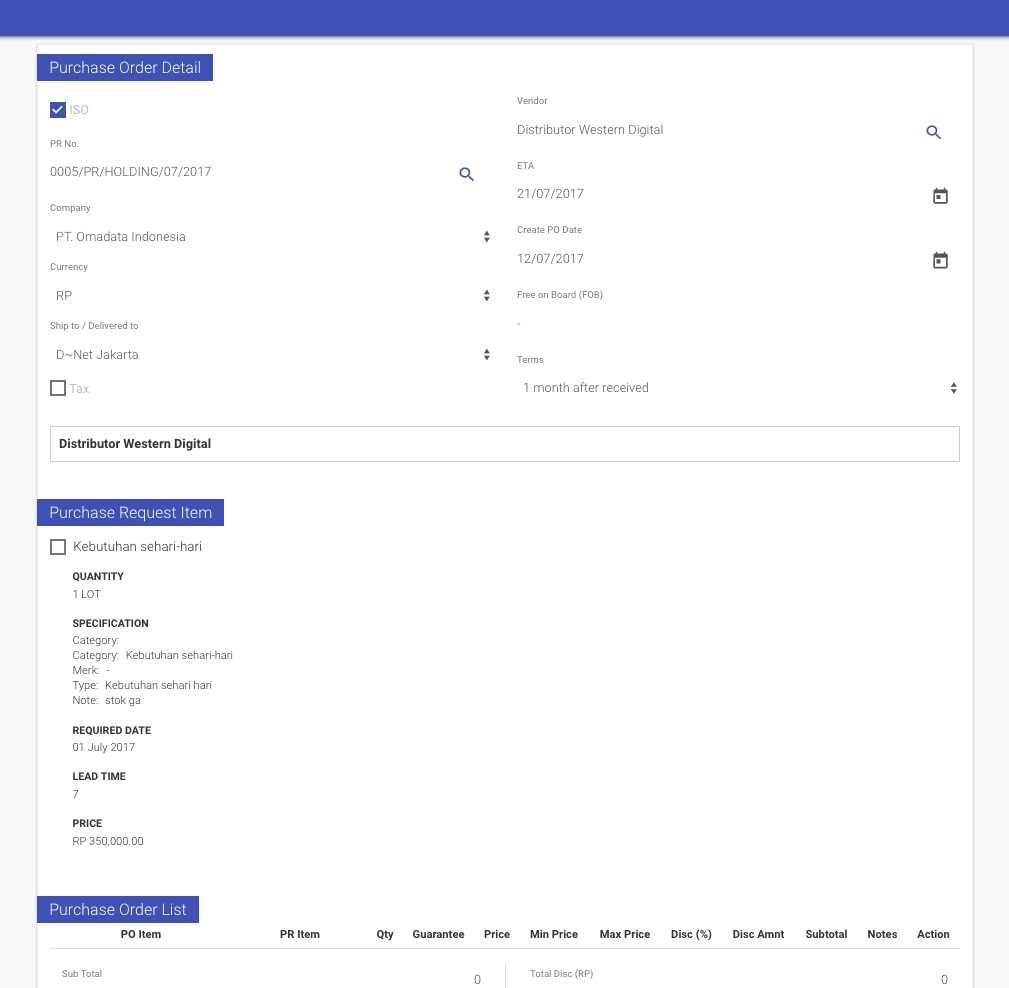 Purchase Order Detail
ISO
PR No.
0005/PR/HOLDING/07/2017
Company
PT. Omadata Indonesia
Currency
RP
Ship to / Delivered to
D~Net Jakarta
Tax
Vendor
Distributor Western Digital
ETA
21/07/2017
Create PO Date
12/07/2017
Free on Board (FOB)
-
Terms
1 month after received
Distributor Western Digital
Purchase Request Item
Kebutuhan sehari-hari
QUANTITY
1 LOT
SPECIFICATION
Category:
Category: Kebutuhan sehari-hari
Merk: -
Type: Kebutuhan sehari hari
Note: stok ga
REQUIRED DATE
01 July 2017
LEAD TIME
7
PRICE
RP 350,000.00
Purchase Order List
PO Item PR Item Qty Guarantee Price Min Price Max Price Disc (%) Disc Amnt Subtotal Notes Action
Sub Total 0 Total Disc (RP) 0